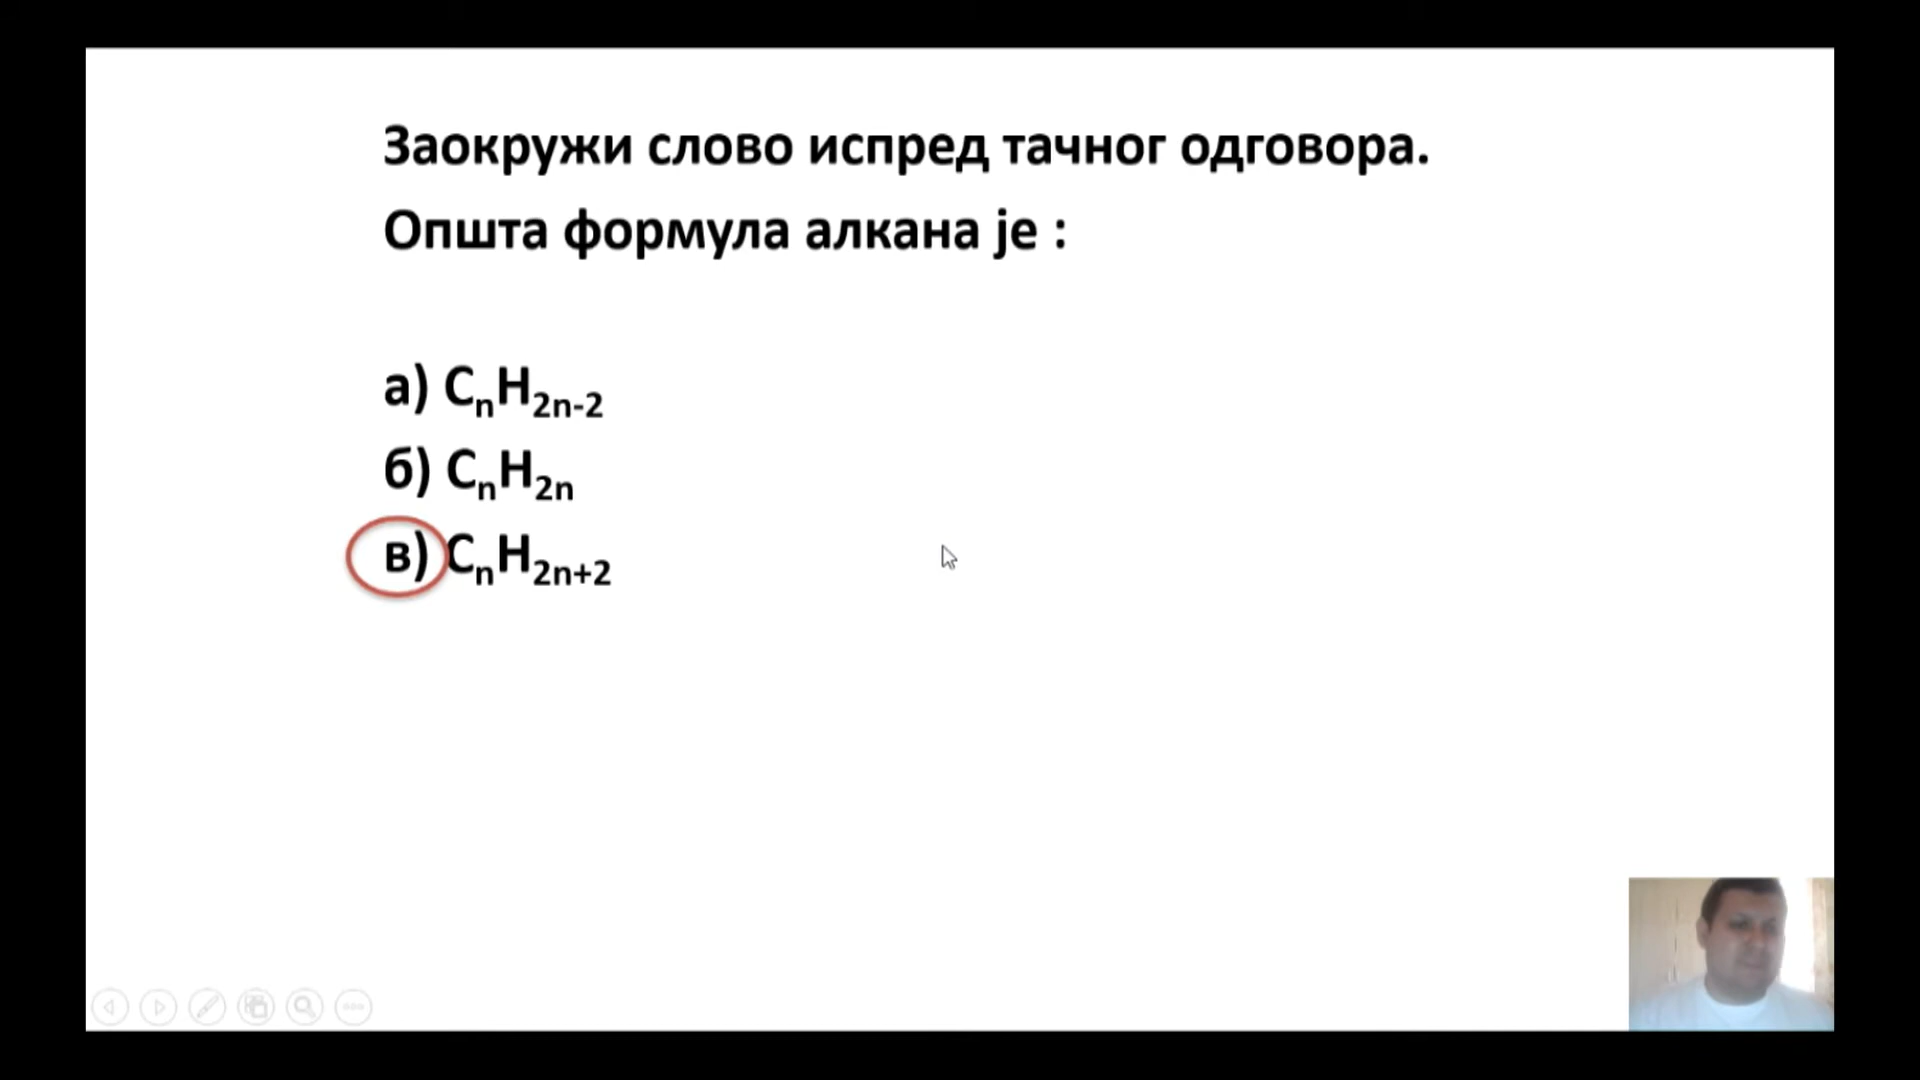 Заокружи слово испред тачног одговора.
Општа формула алкана је :
а) CₙH₂ₙ₋₂
б) CₙH₂ₙ
в) CₙH₂ₙ₊₂